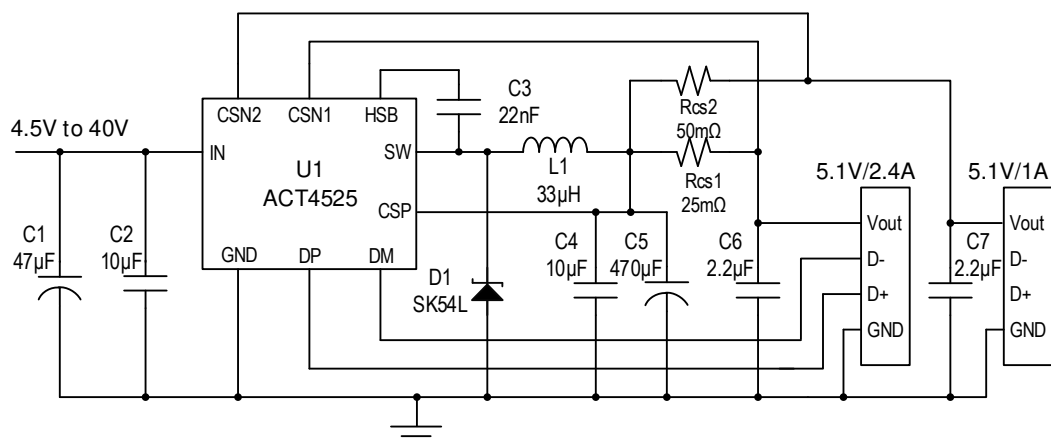 CSN2
CSN1
HSB
C3
22nF
Rcs2
50mΩ
4.5V to 40V
IN
U1
ACT4525
SW
L1
33µH
Rcs1
25mΩ
5.1V/2.4A
5.1V/1A
CSP
C1
47µF
C2
10µF
GND
DP
DM
D1
SK54L
C4
10µF
C5
470µF
C6
2.2µF
Vout
D-
D+
GND
C7
2.2µF
Vout
D-
D+
GND